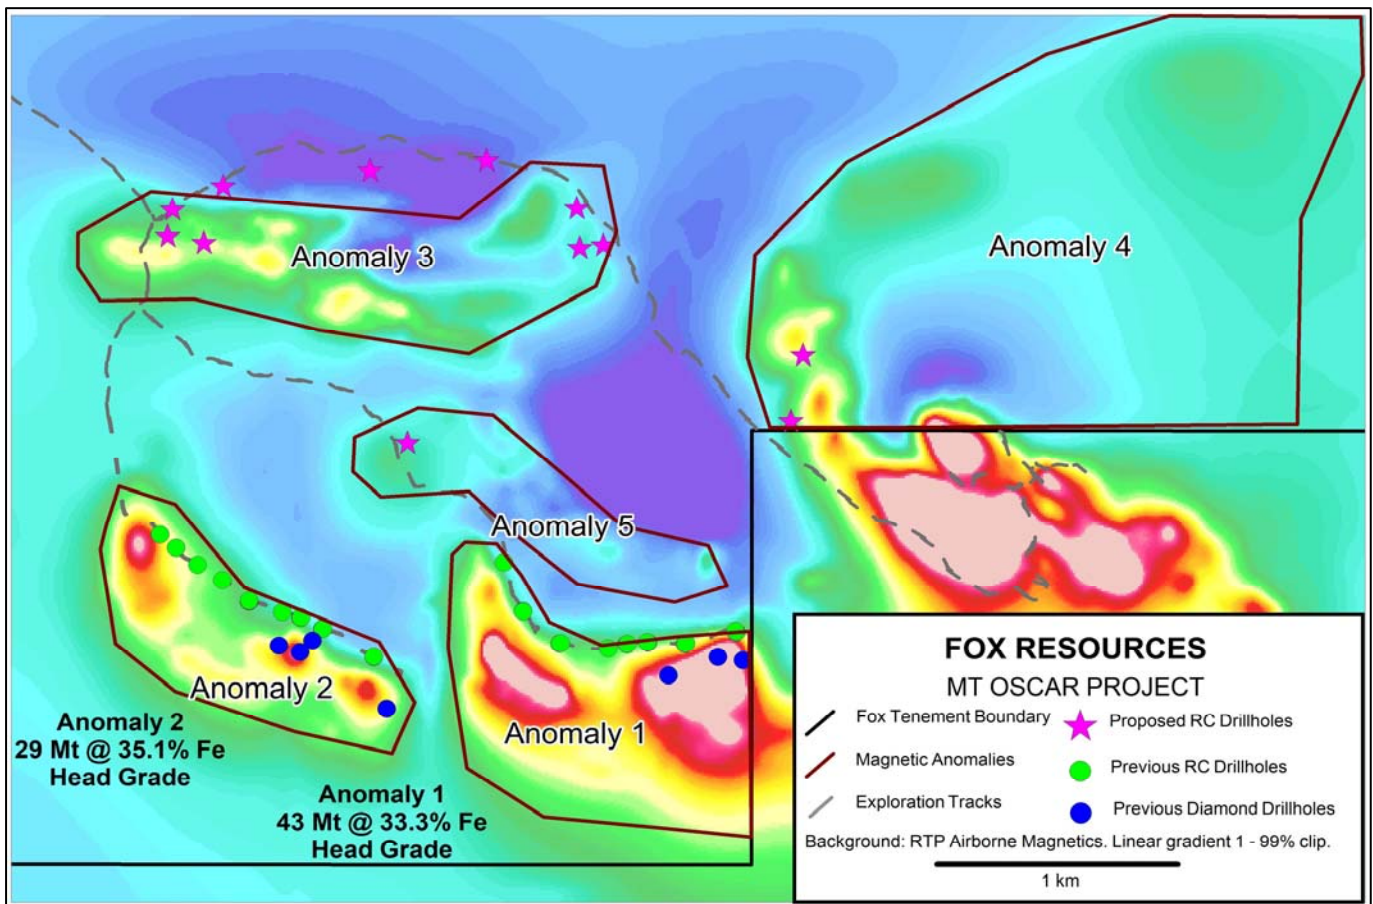 Anomaly 3
Anomaly 4
Anomaly 5
Anomaly 2
Anomaly 1
Anomaly 2
29 Mt @ 35.1% Fe
Head Grade
Anomaly 1
43 Mt @ 33.3% Fe
Head Grade
FOX RESOURCES
MT OSCAR PROJECT
Fox Tenement Boundary
Proposed RC Drillholes
Magnetic Anomalies
Previous RC Drillholes
Exploration Tracks
Previous Diamond Drillholes
Background: RTP Airborne Magnetics. Linear gradient 1 - 99% clip.
1 km